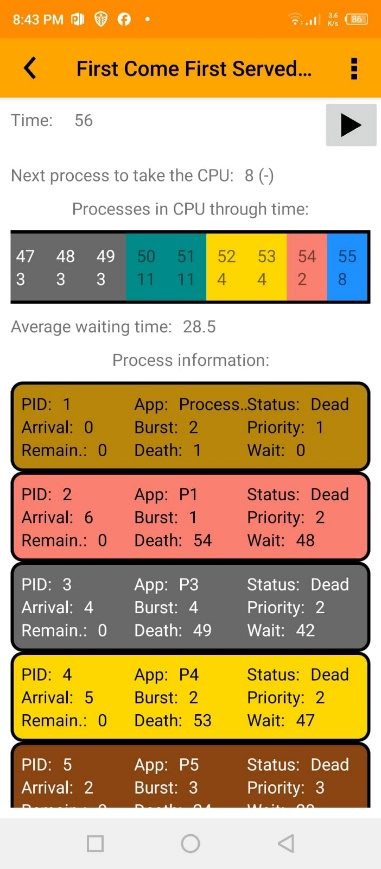 8:43 PM • 3.6 K/s 86
First Come First Served...
Time: 56
Next process to take the CPU: 8 (-)
Processes in CPU through time:
47 48 49 50 51 52 53 54 55
3 3 3 11 11 4 4 2 8
Average waiting time: 28.5
Process information:
PID: 1 App: Process.. Status: Dead
Arrival: 0 Burst: 2 Priority: 1
Remain.: 0 Death: 1 Wait: 0
PID: 2 App: P1 Status: Dead
Arrival: 6 Burst: 1 Priority: 2
Remain.: 0 Death: 54 Wait: 48
PID: 3 App: P3 Status: Dead
Arrival: 4 Burst: 4 Priority: 2
Remain.: 0 Death: 49 Wait: 42
PID: 4 App: P4 Status: Dead
Arrival: 5 Burst: 2 Priority: 2
Remain.: 0 Death: 53 Wait: 47
PID: 5 App: P5 Status: Dead
Arrival: 2 Burst: 3 Priority: 3